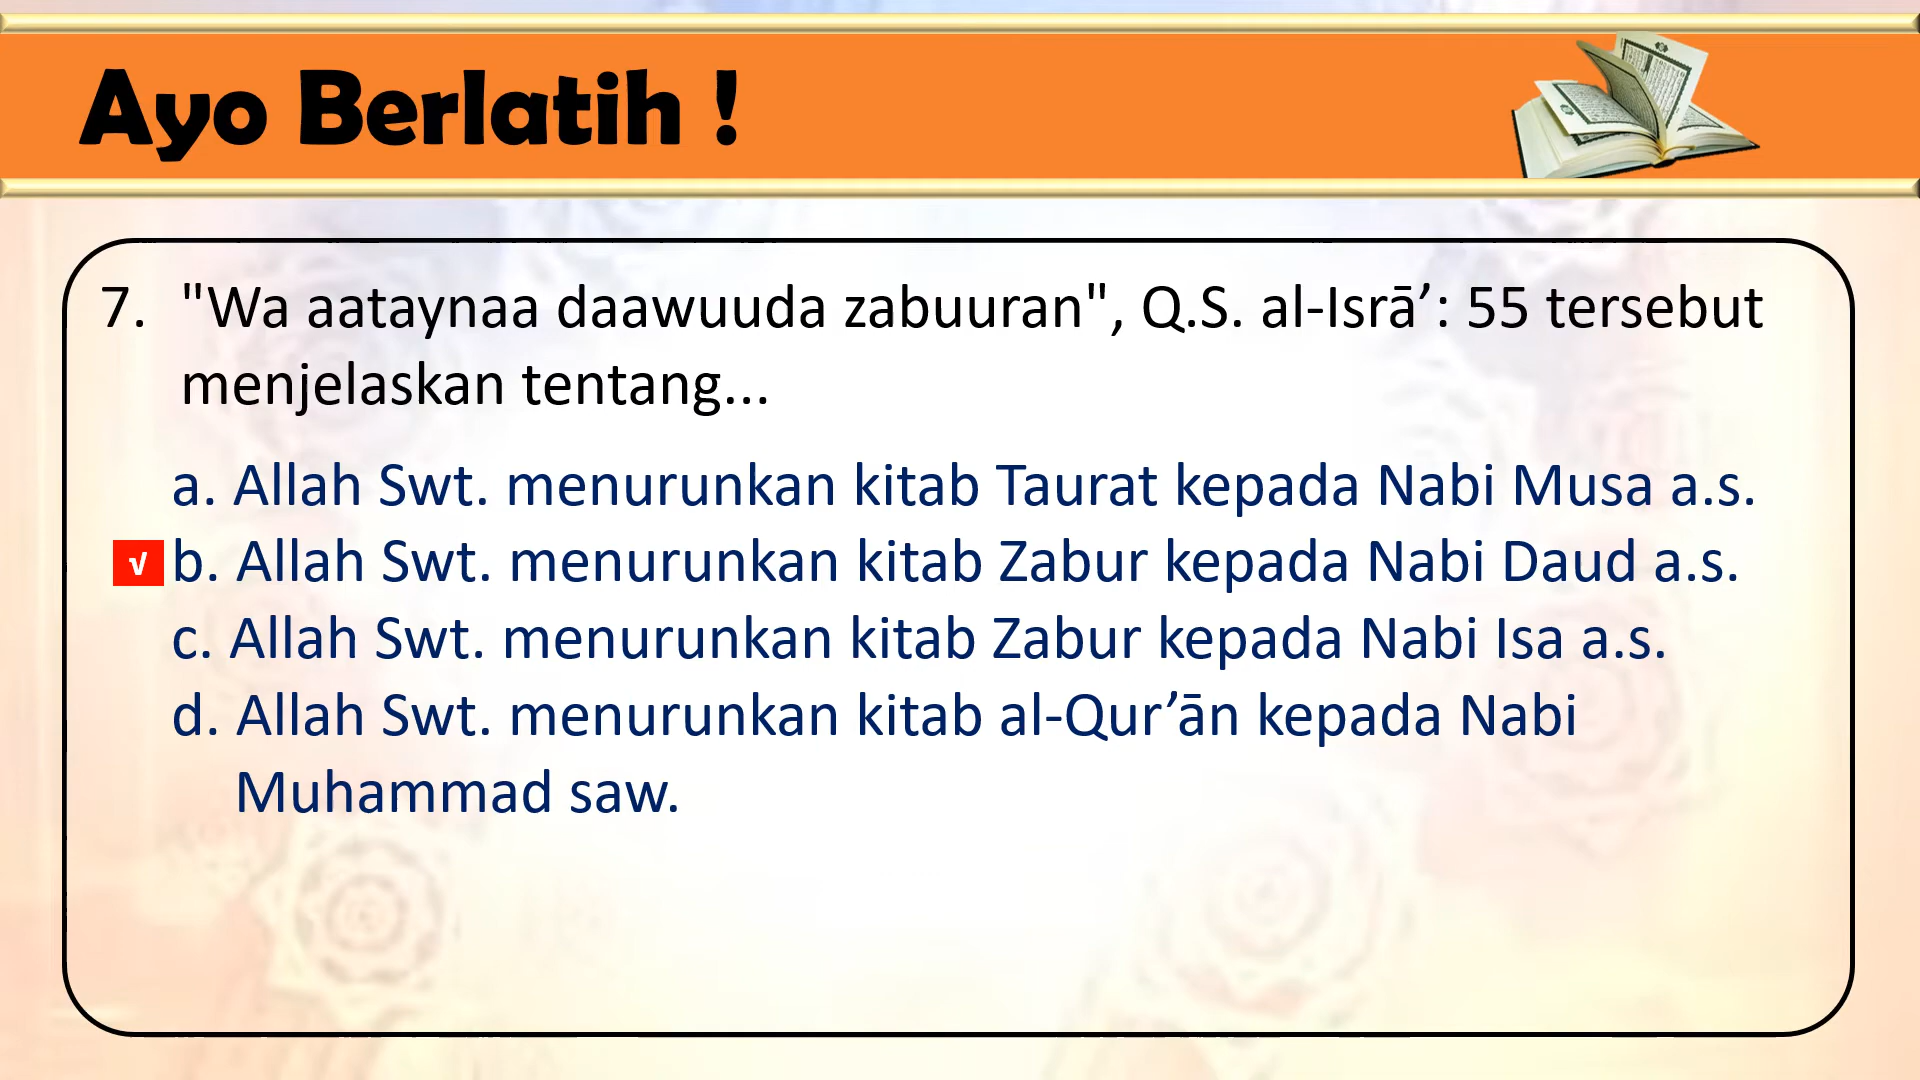 Ayo Berlatih !
7. "Wa aataynaa daawuuda zabuuran", Q.S. al-Isrā’: 55 tersebut
menjelaskan tentang...
a. Allah Swt. menurunkan kitab Taurat kepada Nabi Musa a.s.
√ b. Allah Swt. menurunkan kitab Zabur kepada Nabi Daud a.s.
c. Allah Swt. menurunkan kitab Zabur kepada Nabi Isa a.s.
d. Allah Swt. menurunkan kitab al-Qur’ān kepada Nabi
Muhammad saw.